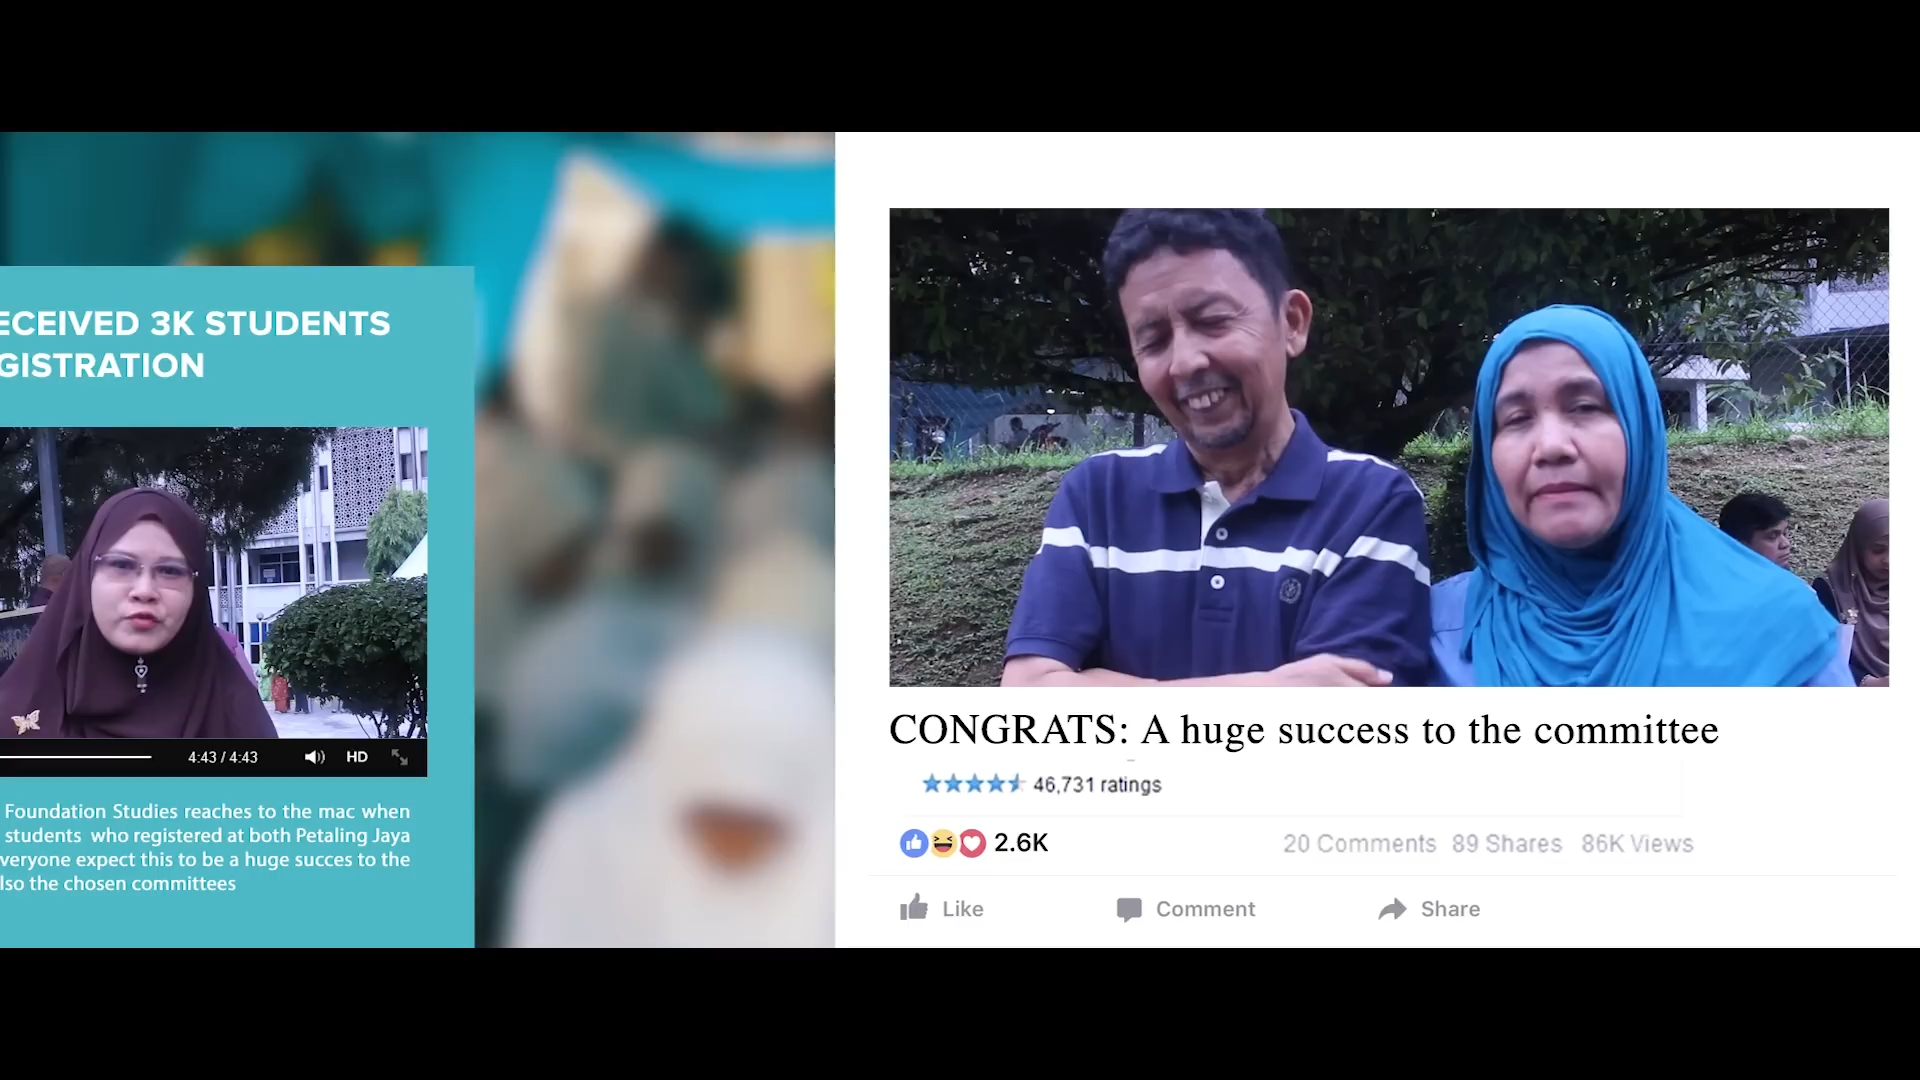 ECEIVED 3K STUDENTS
GISTRATION
4:43 / 4:43
HD
Foundation Studies reaches to the mac when
students who registered at both Petaling Jaya
veryone expect this to be a huge succes to the
lso the chosen committees
CONGRATS: A huge success to the committee
46,731 ratings
2.6K
20 Comments 89 Shares 86K Views
Like
Comment
Share